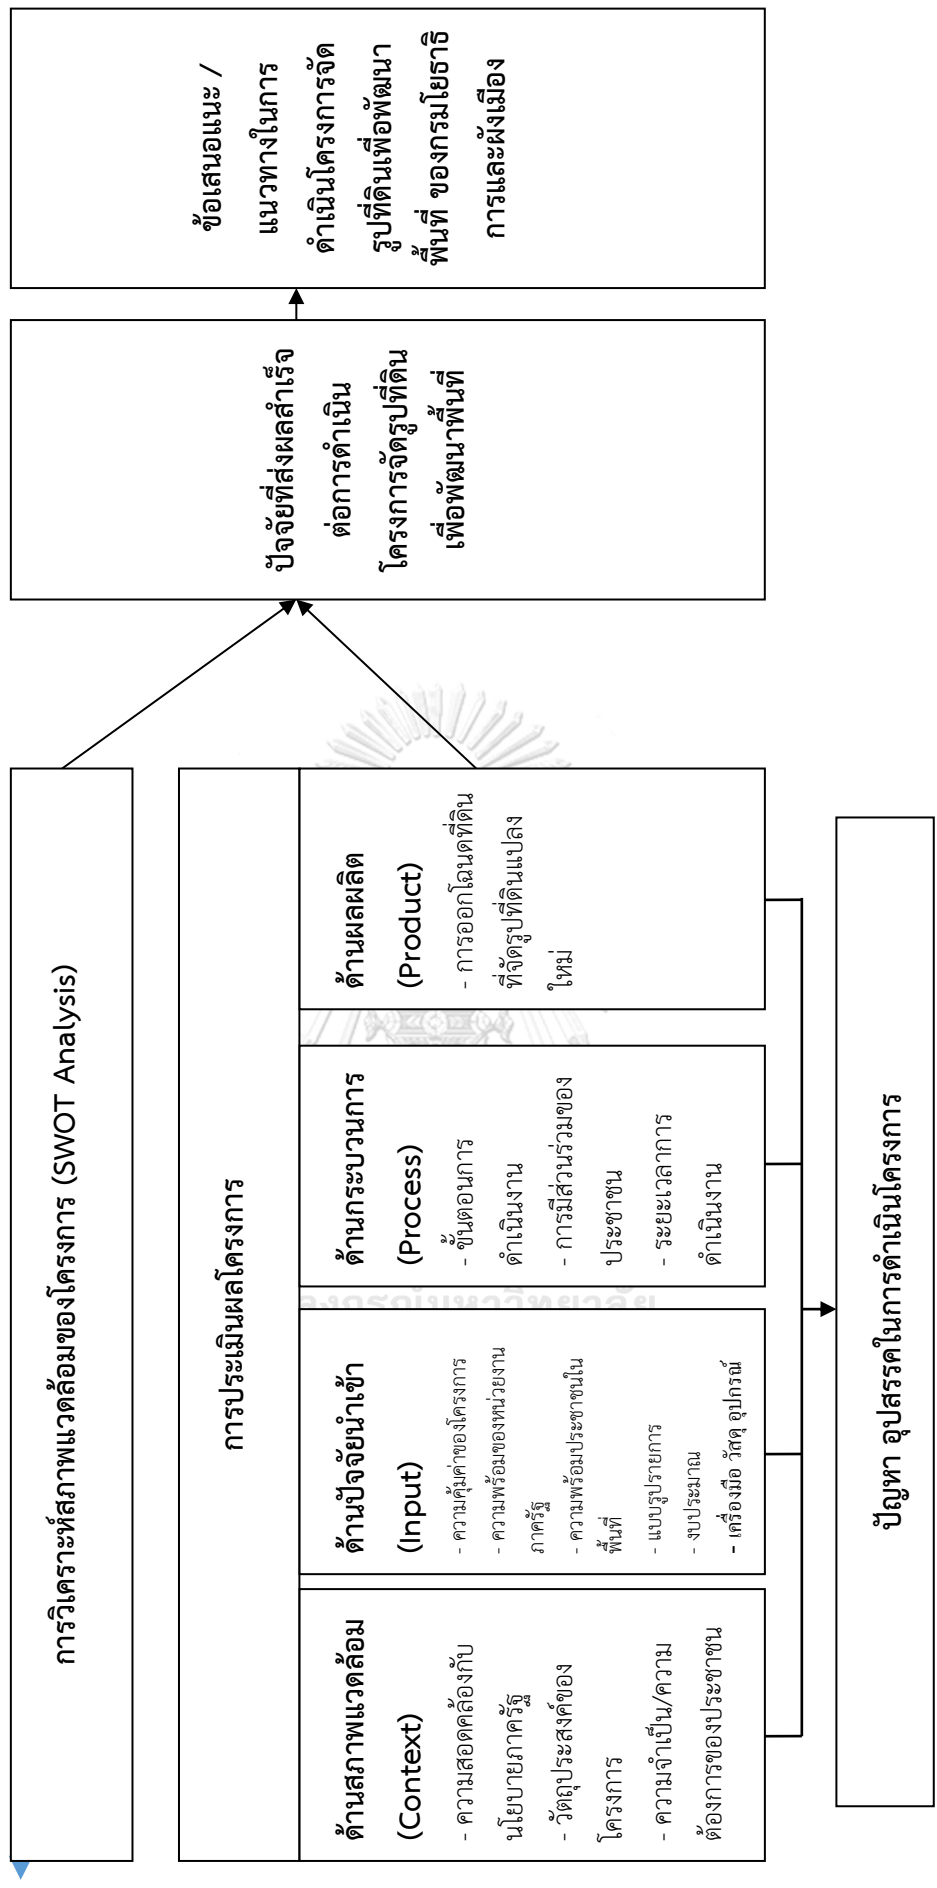 การวิเคราะห์สภาพแวดล้อมของโครงการ (SWOT Analysis)
การประเมินผลโครงการ
ด้านสภาพแวดล้อม
(Context)
- ความสอดคล้องกับ
นโยบายภาครัฐ
- วัตถุประสงค์ของ
โครงการ
- ความจำเป็น/ความ
ต้องการของประชาชน
ด้านปัจจัยนำเข้า
(Input)
- ความคุ้มค่าของโครงการ
- ความพร้อมของหน่วยงาน
ภาครัฐ
- ความพร้อมประชาชนใน
พื้นที่
- แบบรูปรายการ
- งบประมาณ
- เครื่องมือ วัสดุ อุปกรณ์
ด้านกระบวนการ
(Process)
- ขั้นตอนการ
ดำเนินงาน
- การมีส่วนร่วมของ
ประชาชน
- ระยะเวลาการ
ดำเนินงาน
ด้านผลผลิต
(Product)
- การออกโฉนดที่ดิน
ที่จัดรูปที่ดินแปลง
ใหม่
ปัญหา อุปสรรคในการดำเนินโครงการ
ปัจจัยที่ส่งผลสำเร็จ
ต่อการดำเนิน
โครงการจัดรูปที่ดิน
เพื่อพัฒนาพื้นที่
ข้อเสนอแนะ /
แนวทางในการ
ดำเนินโครงการจัด
รูปที่ดินเพื่อพัฒนา
พื้นที่ ของกรมโยธาธิ
การและผังเมือง